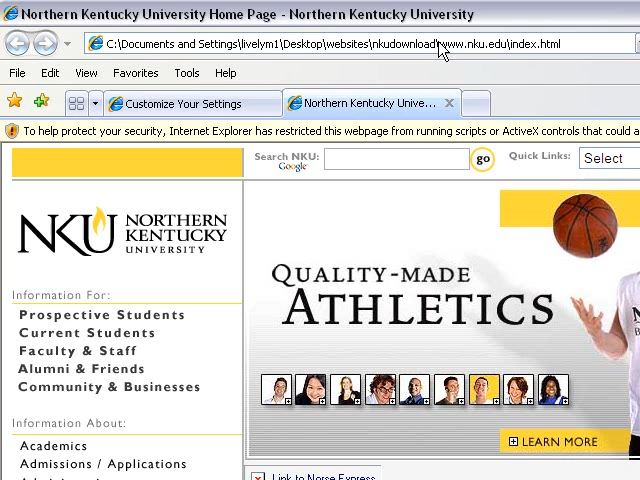 Northern Kentucky University Home Page - Northern Kentucky University
C:\Documents and Settings\livelym1\Desktop\websites\nkudownload\www.nku.edu\index.html
File Edit View Favorites Tools Help
Customize Your Settings
Northern Kentucky Unive...
To help protect your security, Internet Explorer has restricted this webpage from running scripts or ActiveX controls that could a
Search NKU:
Google
go
Quick Links:
Select
NKU NORTHERN
KENTUCKY
UNIVERSITY
QUALITY-MADE
ATHLETICS
Information For:
Prospective Students
Current Students
Faculty & Staff
Alumni & Friends
Community & Businesses
Information About:
Academics
Admissions / Applications
LEARN MORE
Link to Norse Express